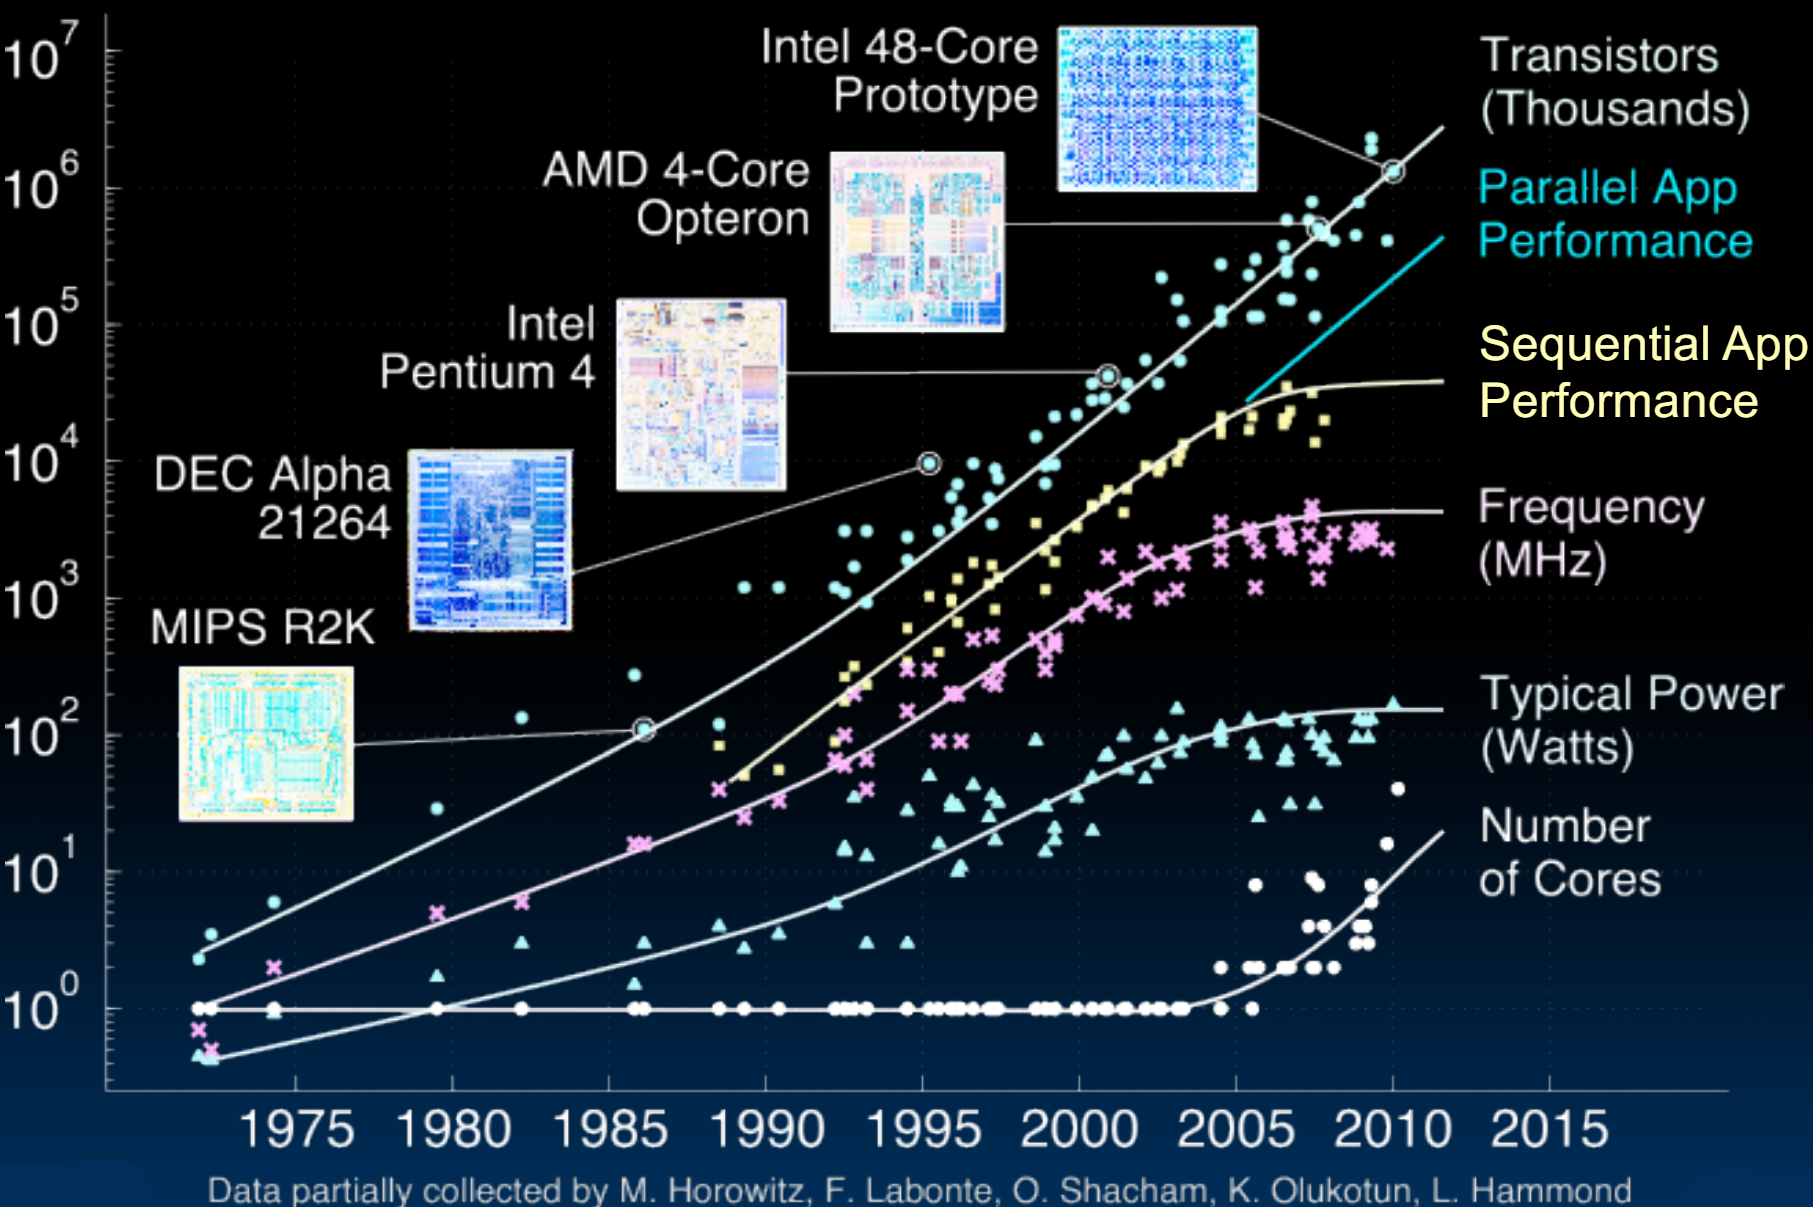 10^7
10^6
10^5
10^4
10^3
10^2
10^1
10^0
Intel 48-Core
Prototype
AMD 4-Core
Opteron
Intel
Pentium 4
DEC Alpha
21264
MIPS R2K
Transistors
(Thousands)
Parallel App
Performance
Sequential App
Performance
Frequency
(MHz)
Typical Power
(Watts)
Number
of Cores
1975 1980 1985 1990 1995 2000 2005 2010 2015
Data partially collected by M. Horowitz, F. Labonte, O. Shacham, K. Olukotun, L. Hammond